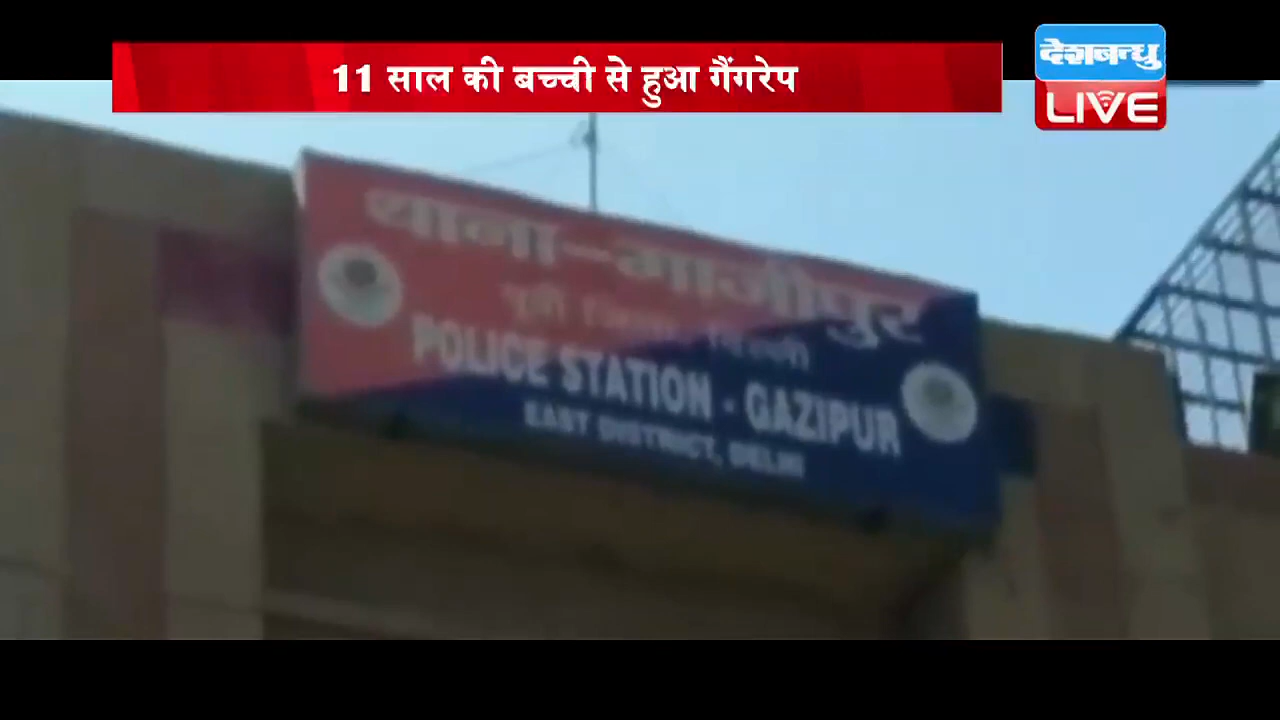 11 साल की बच्ची से हुआ गैंगरेप
देशबन्धु
LIVE
थाना-गाजीपुर
पूर्वी जिला दिल्ली
POLICE STATION - GAZIPUR
EAST DISTRICT, DELHI